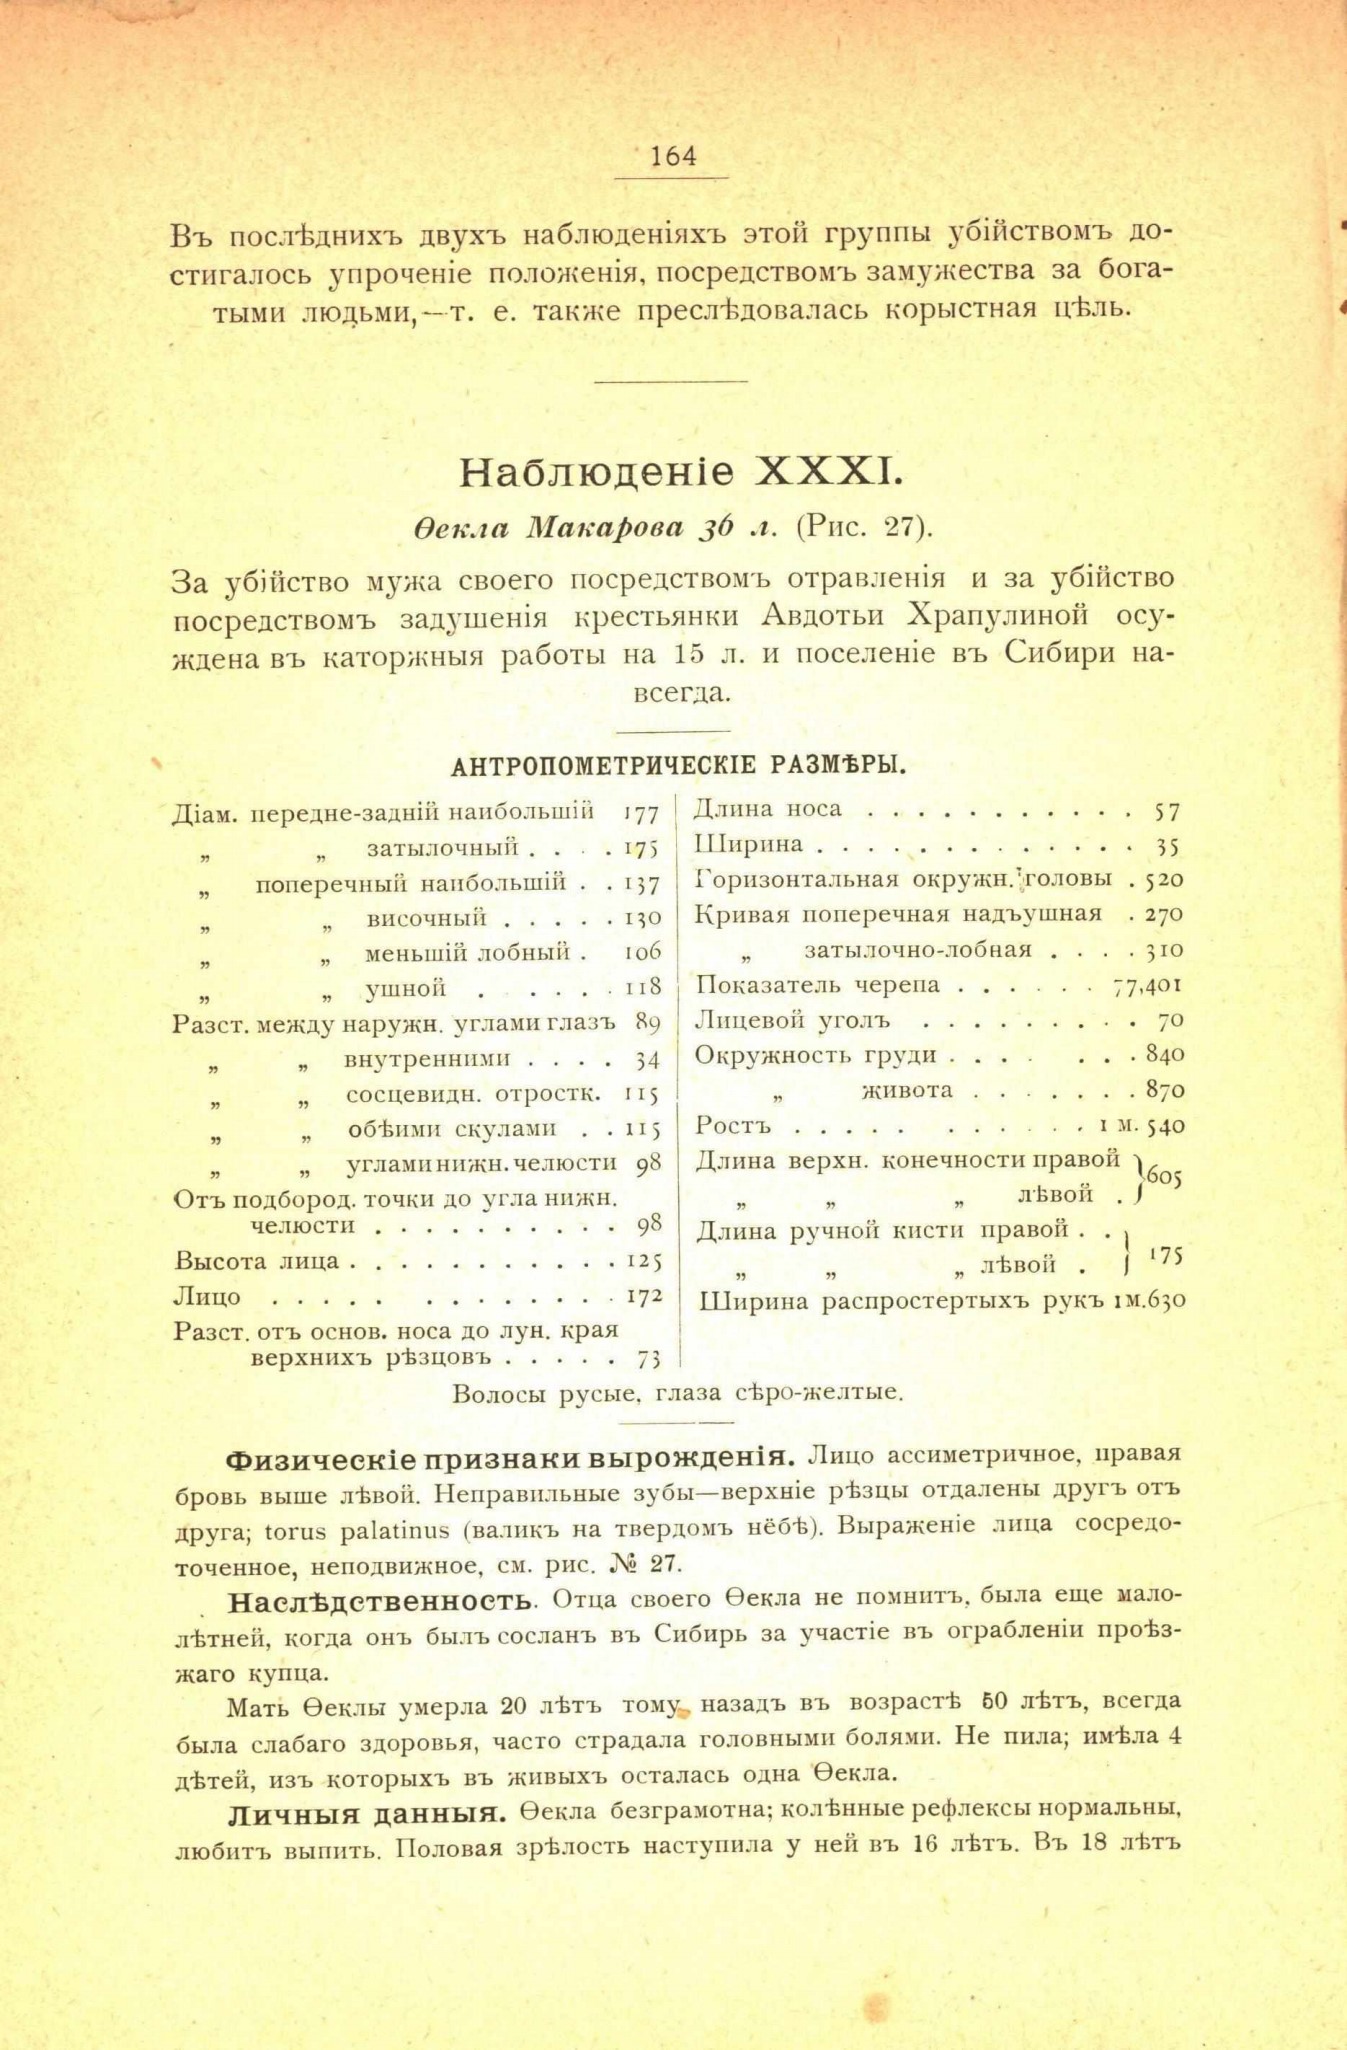 164
Въ послѣднихъ двухъ наблюденіяхъ этой группы убійствомъ до-
стигалось упроченіе положенія, посредствомъ замужества за бога-
тыми людьми,—т. е. также преслѣдовалась корыстная цѣль.
Наблюденіе XXXI.
Ѳекла Макарова 36 л. (Рис. 27).
За убійство мужа своего посредствомъ отравленія и за убійство
посредствомъ задушенія крестьянки Авдотьи Храпулиной осу-
ждена въ каторжныя работы на 15 л. и поселеніе въ Сибири на-
всегда.
АНТРОПОМЕТРИЧЕСКІЕ РАЗМѢРЫ.
Діам. передне-задній наибольшій 177
„ „ затылочный . . . . 175
„ поперечный наибольшій . . 137
„ „ височный . . . . . 130
„ „ меньшій лобный . 106
„ „ ушной . . . . . 118
Разст. между наружн. углами глазъ 89
„ „ внутренними . . . . 34
„ „ сосцевидн. отростк. 115
„ „ обѣими скулами . . 115
„ „ углами нижн. челюсти 98
Отъ подбород. точки до угла нижн.
челюсти . . . . . . . . . . 98
Высота лица . . . . . . . . . . . 125
Лицо . . . . . . . . . . . . . . 172
Разст. отъ основ. носа до лун. края
верхнихъ рѣзцовъ . . . . . 73
Длина носа . . . . . . . . . . . 57
Ширина . . . . . . . . . . . . . 35
Горизонтальная окружн. головы . 520
Кривая поперечная надъушная . 270
„ затылочно-лобная . . . . 310
Показатель черепа . . . . . . 77,401
Лицевой уголъ . . . . . . . . . 70
Окружность груди . . . . . . . 840
„ живота . . . . . . . 870
Ростъ . . . . . . . . . . . 1 м. 540
Длина верхн. конечности правой } 605
„ „ „ лѣвой . }
Длина ручной кисти правой . . } 175
„ „ „ лѣвой . }
Ширина распростертыхъ рукъ 1м.630
Волосы русые, глаза сѣро-желтые.
Физическіе признаки вырожденія. Лицо ассиметричное, правая
бровь выше лѣвой. Неправильные зубы—верхніе рѣзцы отдалены другъ отъ
друга; torus palatinus (валикъ на твердомъ нёбѣ). Выраженіе лица сосредо-
точенное, неподвижное, см. рис. № 27.
Наслѣдственность. Отца своего Ѳекла не помнитъ, была еще мало-
лѣтней, когда онъ былъ сосланъ въ Сибирь за участіе въ ограбленіи проѣз-
жаго купца.
Мать Ѳеклы умерла 20 лѣтъ тому назадъ въ возрастѣ 50 лѣтъ, всегда
была слабаго здоровья, часто страдала головными болями. Не пила; имѣла 4
дѣтей, изъ которыхъ въ живыхъ осталась одна Ѳекла.
Личныя данныя. Ѳекла безграмотна; колѣнные рефлексы нормальны,
любитъ выпить. Половая зрѣлость наступила у ней въ 16 лѣтъ. Въ 18 лѣтъ